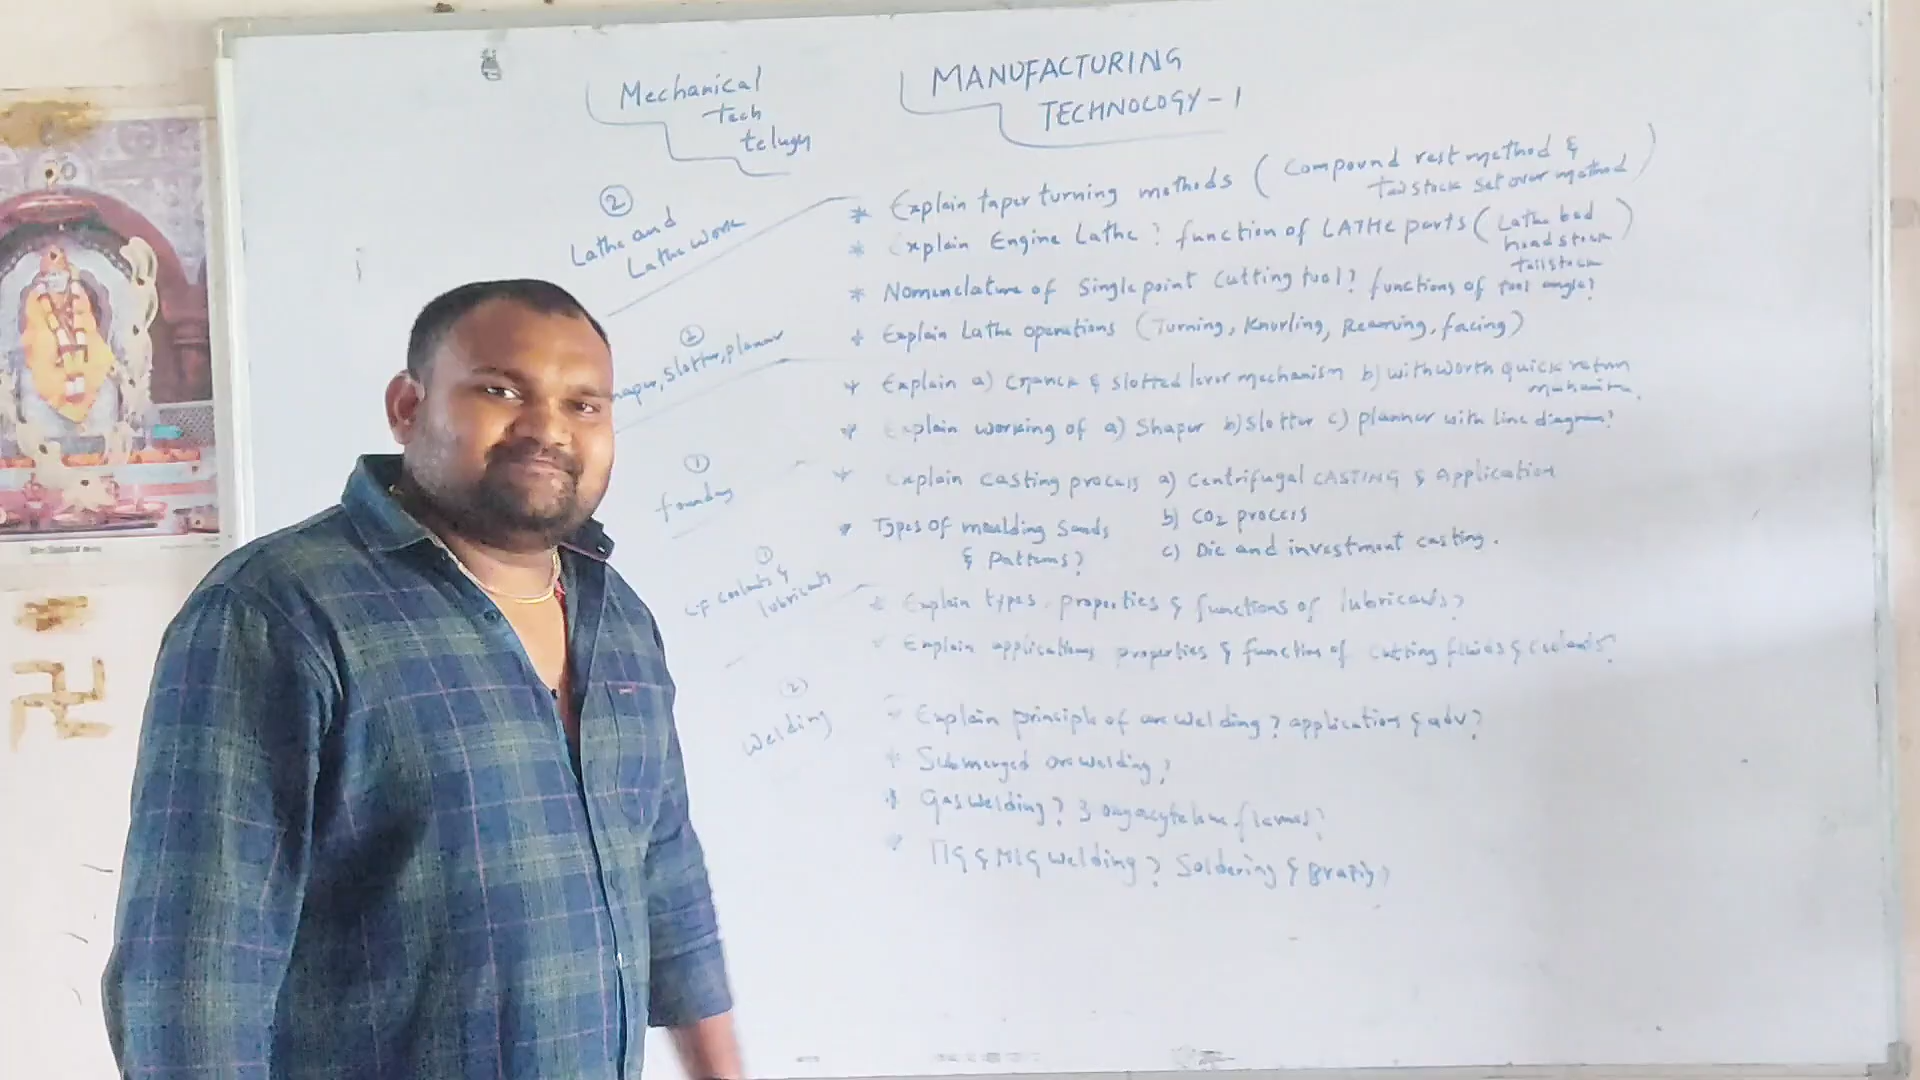 Mechanical
Tech
telugu
MANUFACTURING
TECHNOLOGY-1
②
Lathe and
Lathe work
* Explain taper turning methods (Compound rest method &
tailstock set over method)
* Explain Engine Lathe? function of LATHE parts (Lathe bed
headstock
tailstock)
* Nomenclature of Single point Cutting tool? functions of tool angle?
* Explain Lathe operations (Turning, Knurling, Reaming, facing)
②
shaper, slotter, planner
* Explain a) Crank & slotted lever mechanism b) withworth quick return
* Explain working of a) Shaper b) slotter c) planner with line diagram?
①
foundry
* Explain casting process a) Centrifugal CASTING & Application
b) CO₂ process
c) Die and investment casting.
* Types of moulding sands
& patterns?
①
coolants &
lubricants
* Explain types, properties & functions of lubricants?
* Explain applications properties & function of cutting fluids & coolants?
②
Welding
* Explain principle of arc welding? application & adv?
* Submerged arc welding?
* Gas welding? 3 oxyacetylene flames?
* TIG & MIG welding? Soldering & Brazing?